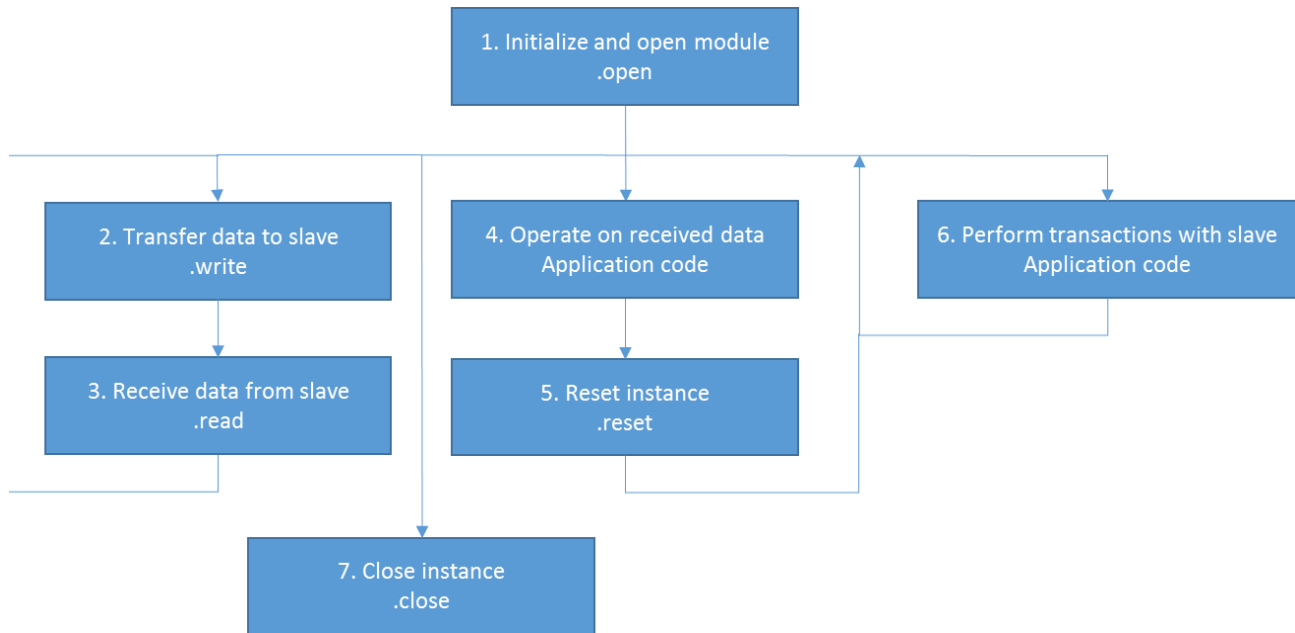 1. Initialize and open module
.open
2. Transfer data to slave
.write
4. Operate on received data
Application code
6. Perform transactions with slave
Application code
3. Receive data from slave
.read
5. Reset instance
.reset
7. Close instance
.close